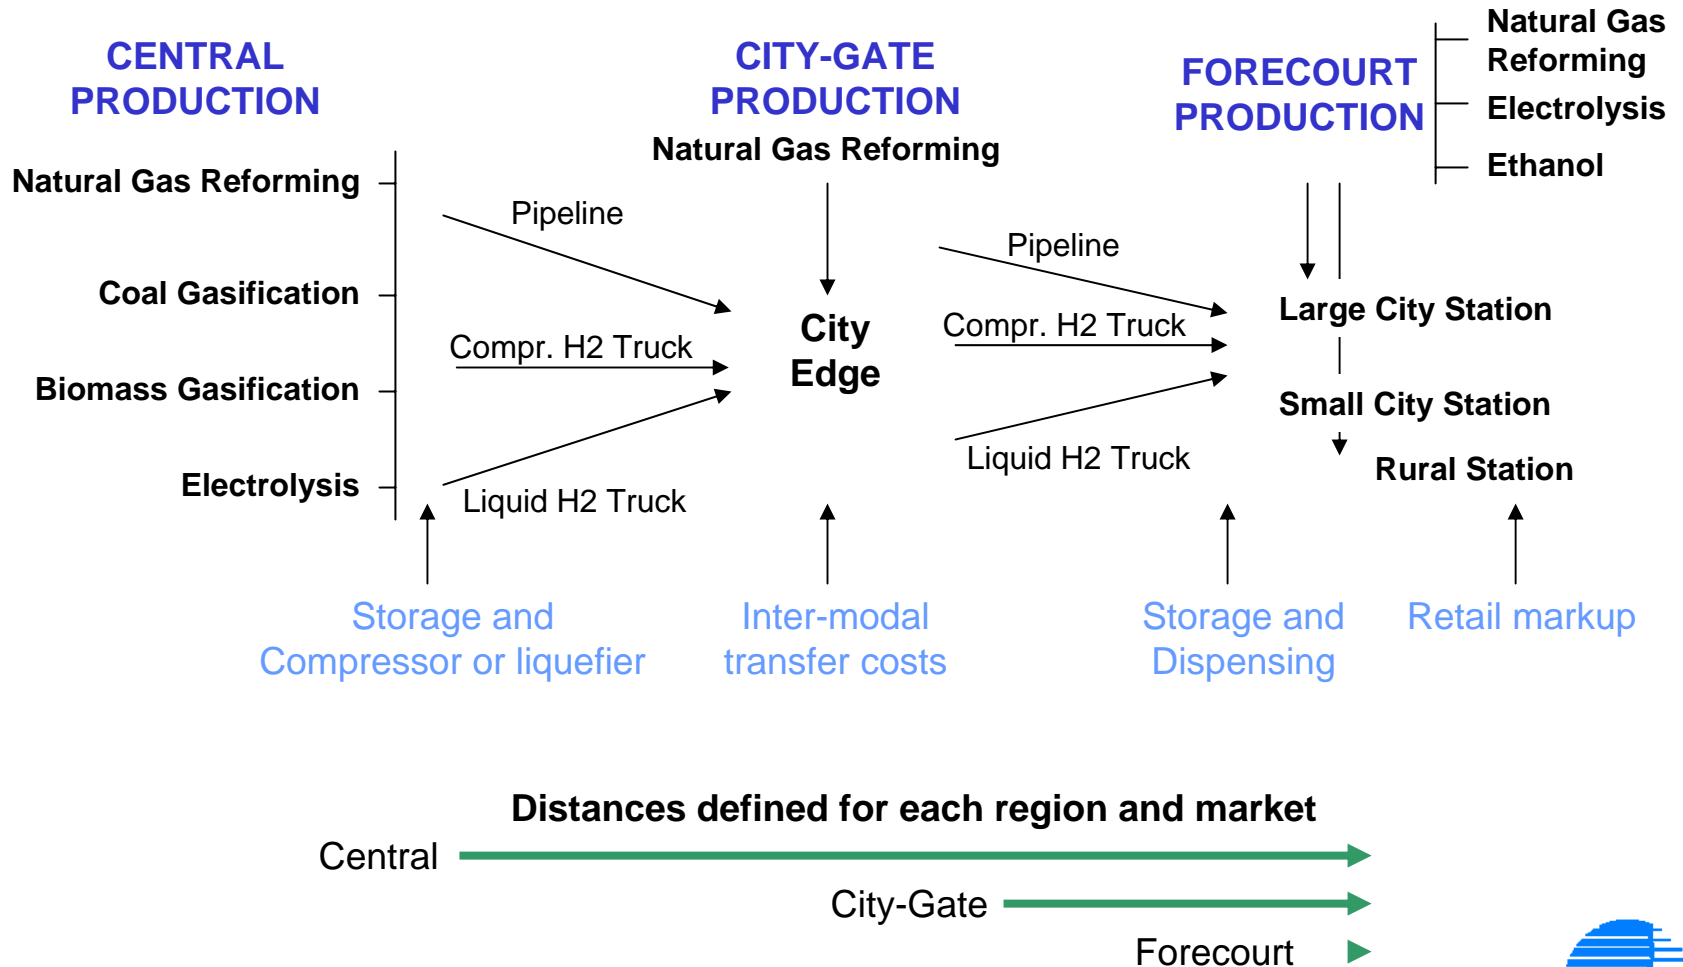 CENTRAL
PRODUCTION
Natural Gas Reforming
Coal Gasification
Biomass Gasification
Electrolysis
Pipeline
Compr. H2 Truck
Liquid H2 Truck
CITY-GATE
PRODUCTION
Natural Gas Reforming
City
Edge
Pipeline
Compr. H2 Truck
Liquid H2 Truck
FORECOURT
PRODUCTION
Natural Gas
Reforming
Electrolysis
Ethanol
Large City Station
Small City Station
Rural Station
Storage and
Compressor or liquefier
Inter-modal
transfer costs
Storage and
Dispensing
Retail markup
Distances defined for each region and market
Central
City-Gate
Forecourt